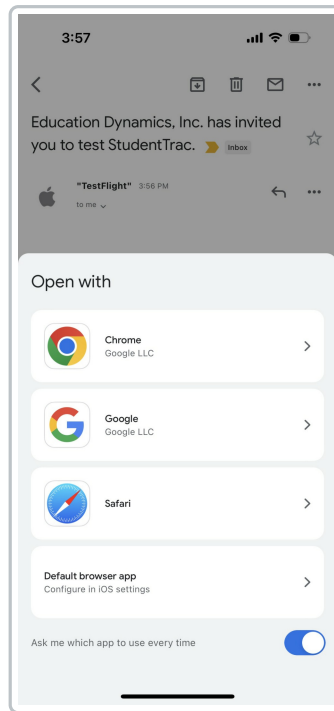 3:57
Education Dynamics, Inc. has invited
you to test StudentTrac. Inbox
"TestFlight" 3:56 PM
to me
Open with
Chrome
Google LLC
Google
Google LLC
Safari
Default browser app
Configure in iOS settings
Ask me which app to use every time